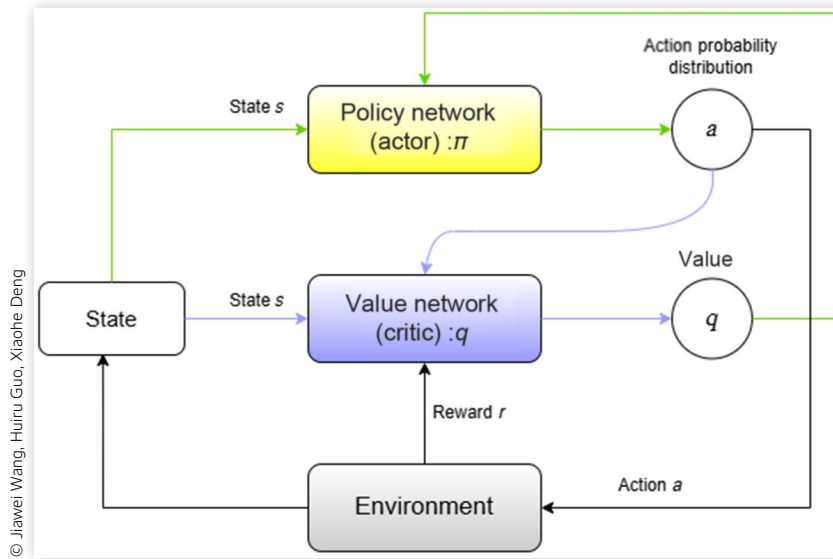 Action probability
distribution
State s
Policy network
(actor) :π
a
Value
State
State s
Value network
(critic) :q
q
Reward r
Environment
Action a
© Jiawei Wang, Huiru Guo, Xiaohe Deng